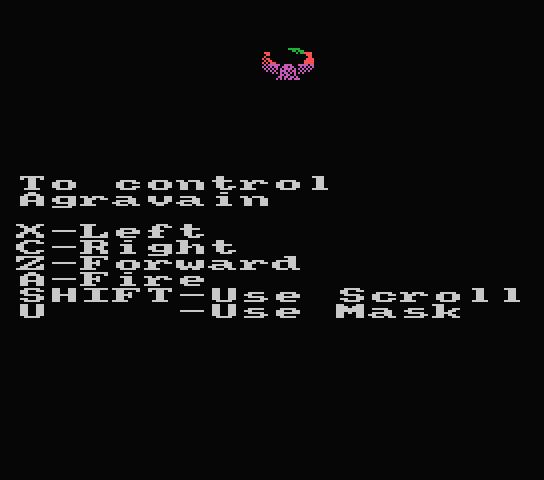 To control
Agravain
X-Left
C-Right
Z-Forward
A-Fire
SHIFT-Use Scroll
U -Use Mask